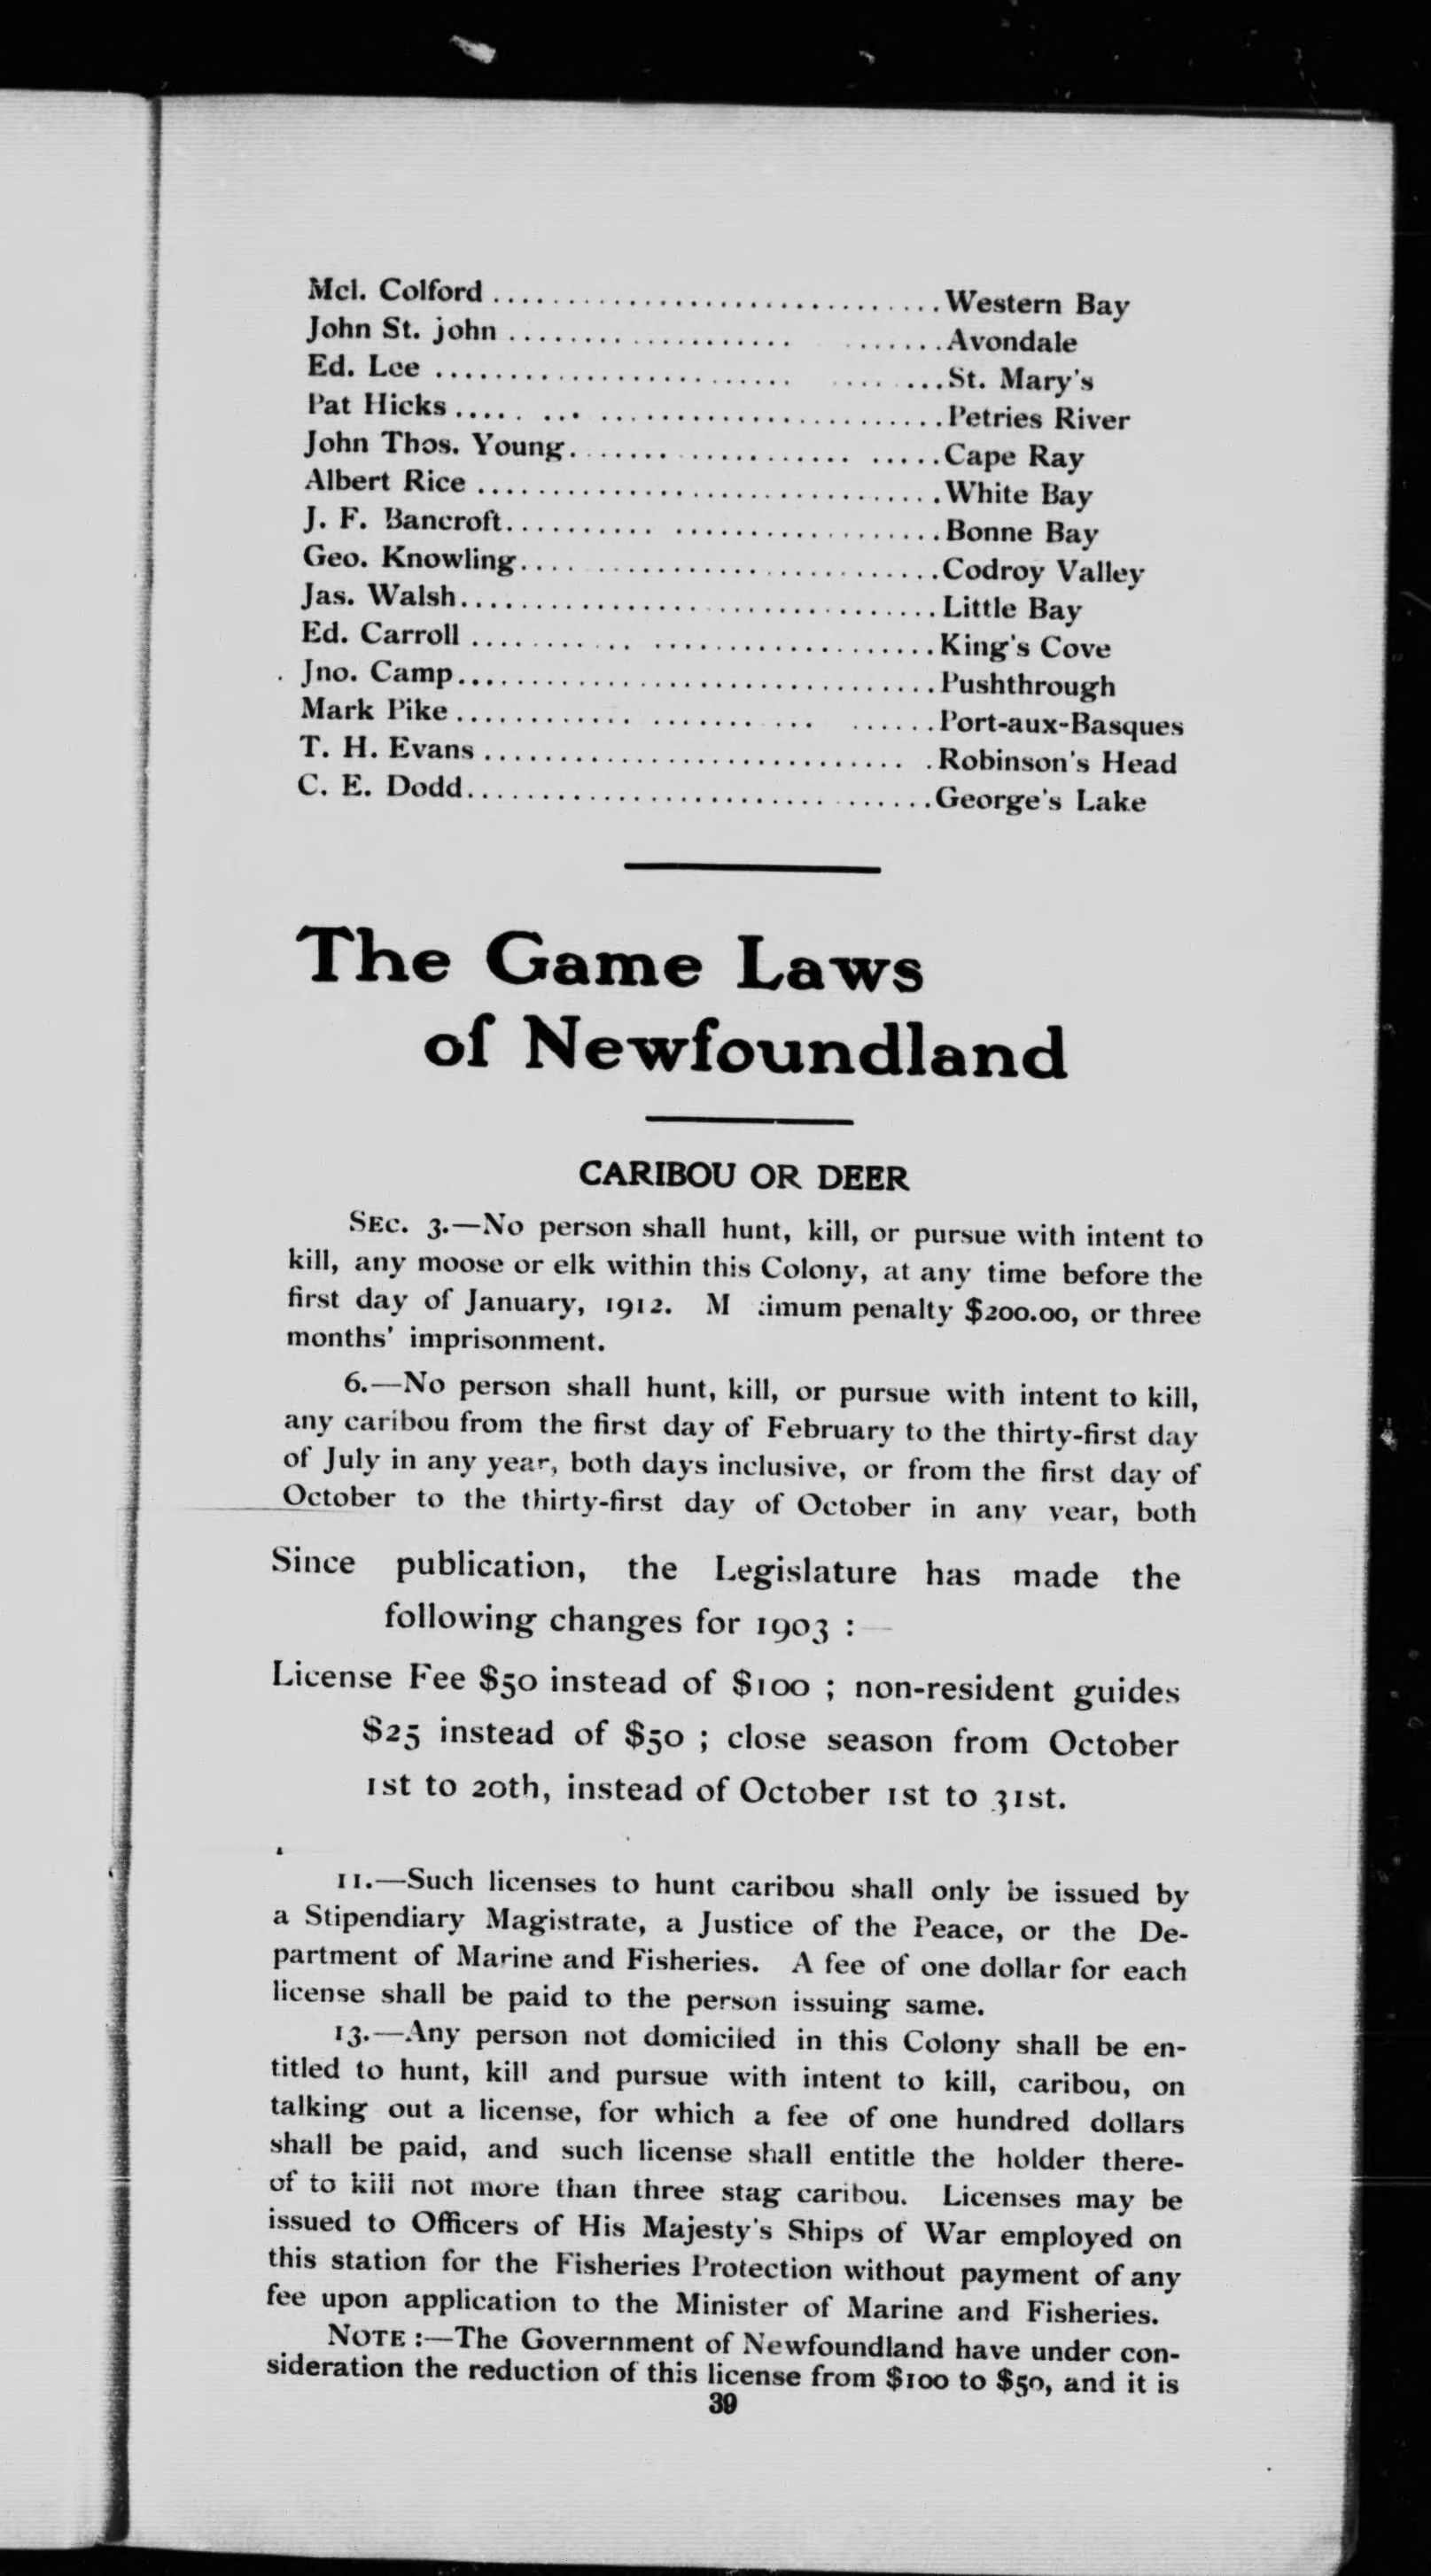 Mcl. Colford ................................ Western Bay
John St. john ................... ....... Avondale
Ed. Lee ........................ ........ St. Mary's
Pat Hicks ..... ... ....................... Petries River
John Thos. Young. ...... ........... ..... Cape Ray
Albert Rice ............................... White Bay
J. F. Bancroft.......... .................. Bonne Bay
Geo. Knowling.... ....................... Codroy Valley
Jas. Walsh................................ Little Bay
Ed. Carroll ........... ................... King's Cove
Jno. Camp................................ Pushthrough
Mark Pike ............ ........... ...... Port-aux-Basques
T. H. Evans ............................. . Robinson's Head
C. E. Dodd........................ ....... George's Lake
The Game Laws
of Newfoundland
CARIBOU OR DEER
SEC. 3.—No person shall hunt, kill, or pursue with intent to
kill, any moose or elk within this Colony, at any time before the
first day of January, 1912. M imum penalty $200.00, or three
months' imprisonment.
6.—No person shall hunt, kill, or pursue with intent to kill,
any caribou from the first day of February to the thirty-first day
of July in any year, both days inclusive, or from the first day of
October to the thirty-first day of October in any year, both
Since publication, the Legislature has made the
following changes for 1903 :—
License Fee $50 instead of $100 ; non-resident guides
$25 instead of $50 ; close season from October
1st to 20th, instead of October 1st to 31st.
11.—Such licenses to hunt caribou shall only be issued by
a Stipendiary Magistrate, a Justice of the Peace, or the De-
partment of Marine and Fisheries. A fee of one dollar for each
license shall be paid to the person issuing same.
13.—Any person not domiciled in this Colony shall be en-
titled to hunt, kill and pursue with intent to kill, caribou, on
talking out a license, for which a fee of one hundred dollars
shall be paid, and such license shall entitle the holder there-
of to kill not more than three stag caribou. Licenses may be
issued to Officers of His Majesty's Ships of War employed on
this station for the Fisheries Protection without payment of any
fee upon application to the Minister of Marine and Fisheries.
NOTE :—The Government of Newfoundland have under con-
sideration the reduction of this license from $100 to $50, and it is
39